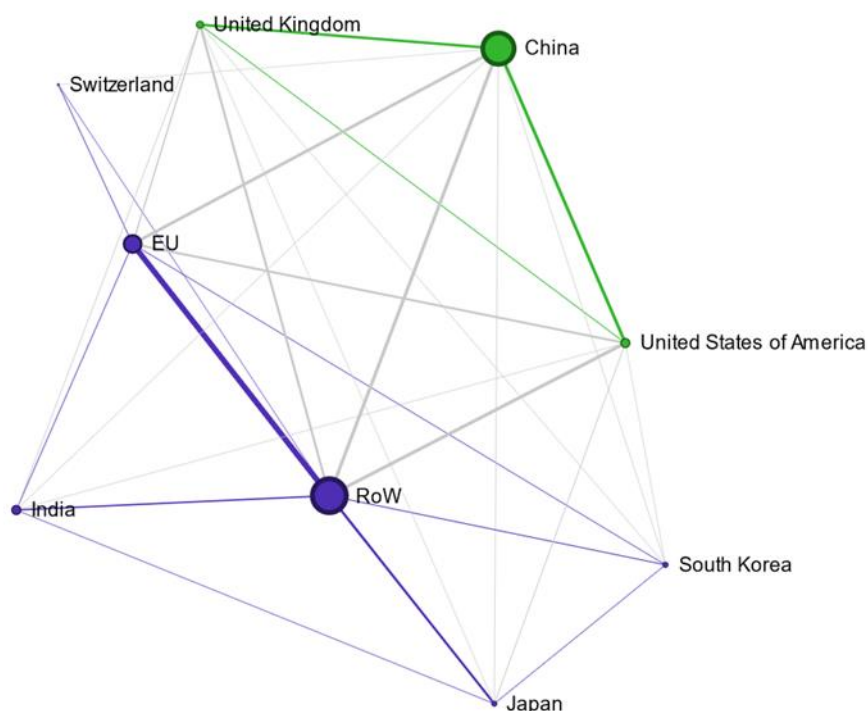 United Kingdom
China
Switzerland
EU
United States of America
RoW
India
South Korea
Japan